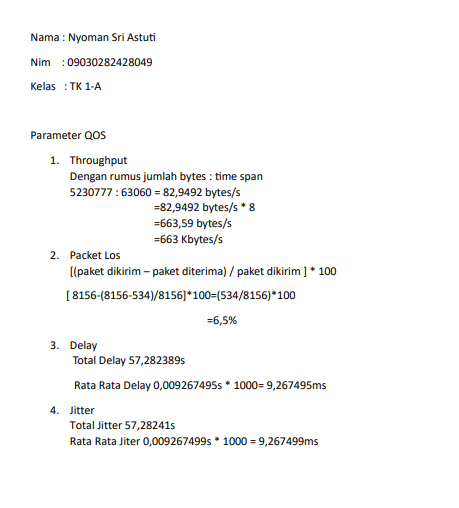 Nama : Nyoman Sri Astuti
Nim : 09030282428049
Kelas : TK 1-A
Parameter QOS
1. Throughput
Dengan rumus jumlah bytes : time span
5230777 : 63060 = 82,9492 bytes/s
=82,9492 bytes/s * 8
=663,59 bytes/s
=663 Kbytes/s
2. Packet Los
[(paket dikirim – paket diterima) / paket dikirim ] * 100
[ 8156-(8156-534)/8156]*100=(534/8156)*100
=6,5%
3. Delay
Total Delay 57,282389s
Rata Rata Delay 0,009267495s * 1000= 9,267495ms
4. Jitter
Total Jitter 57,28241s
Rata Rata Jiter 0,009267499s * 1000 = 9,267499ms